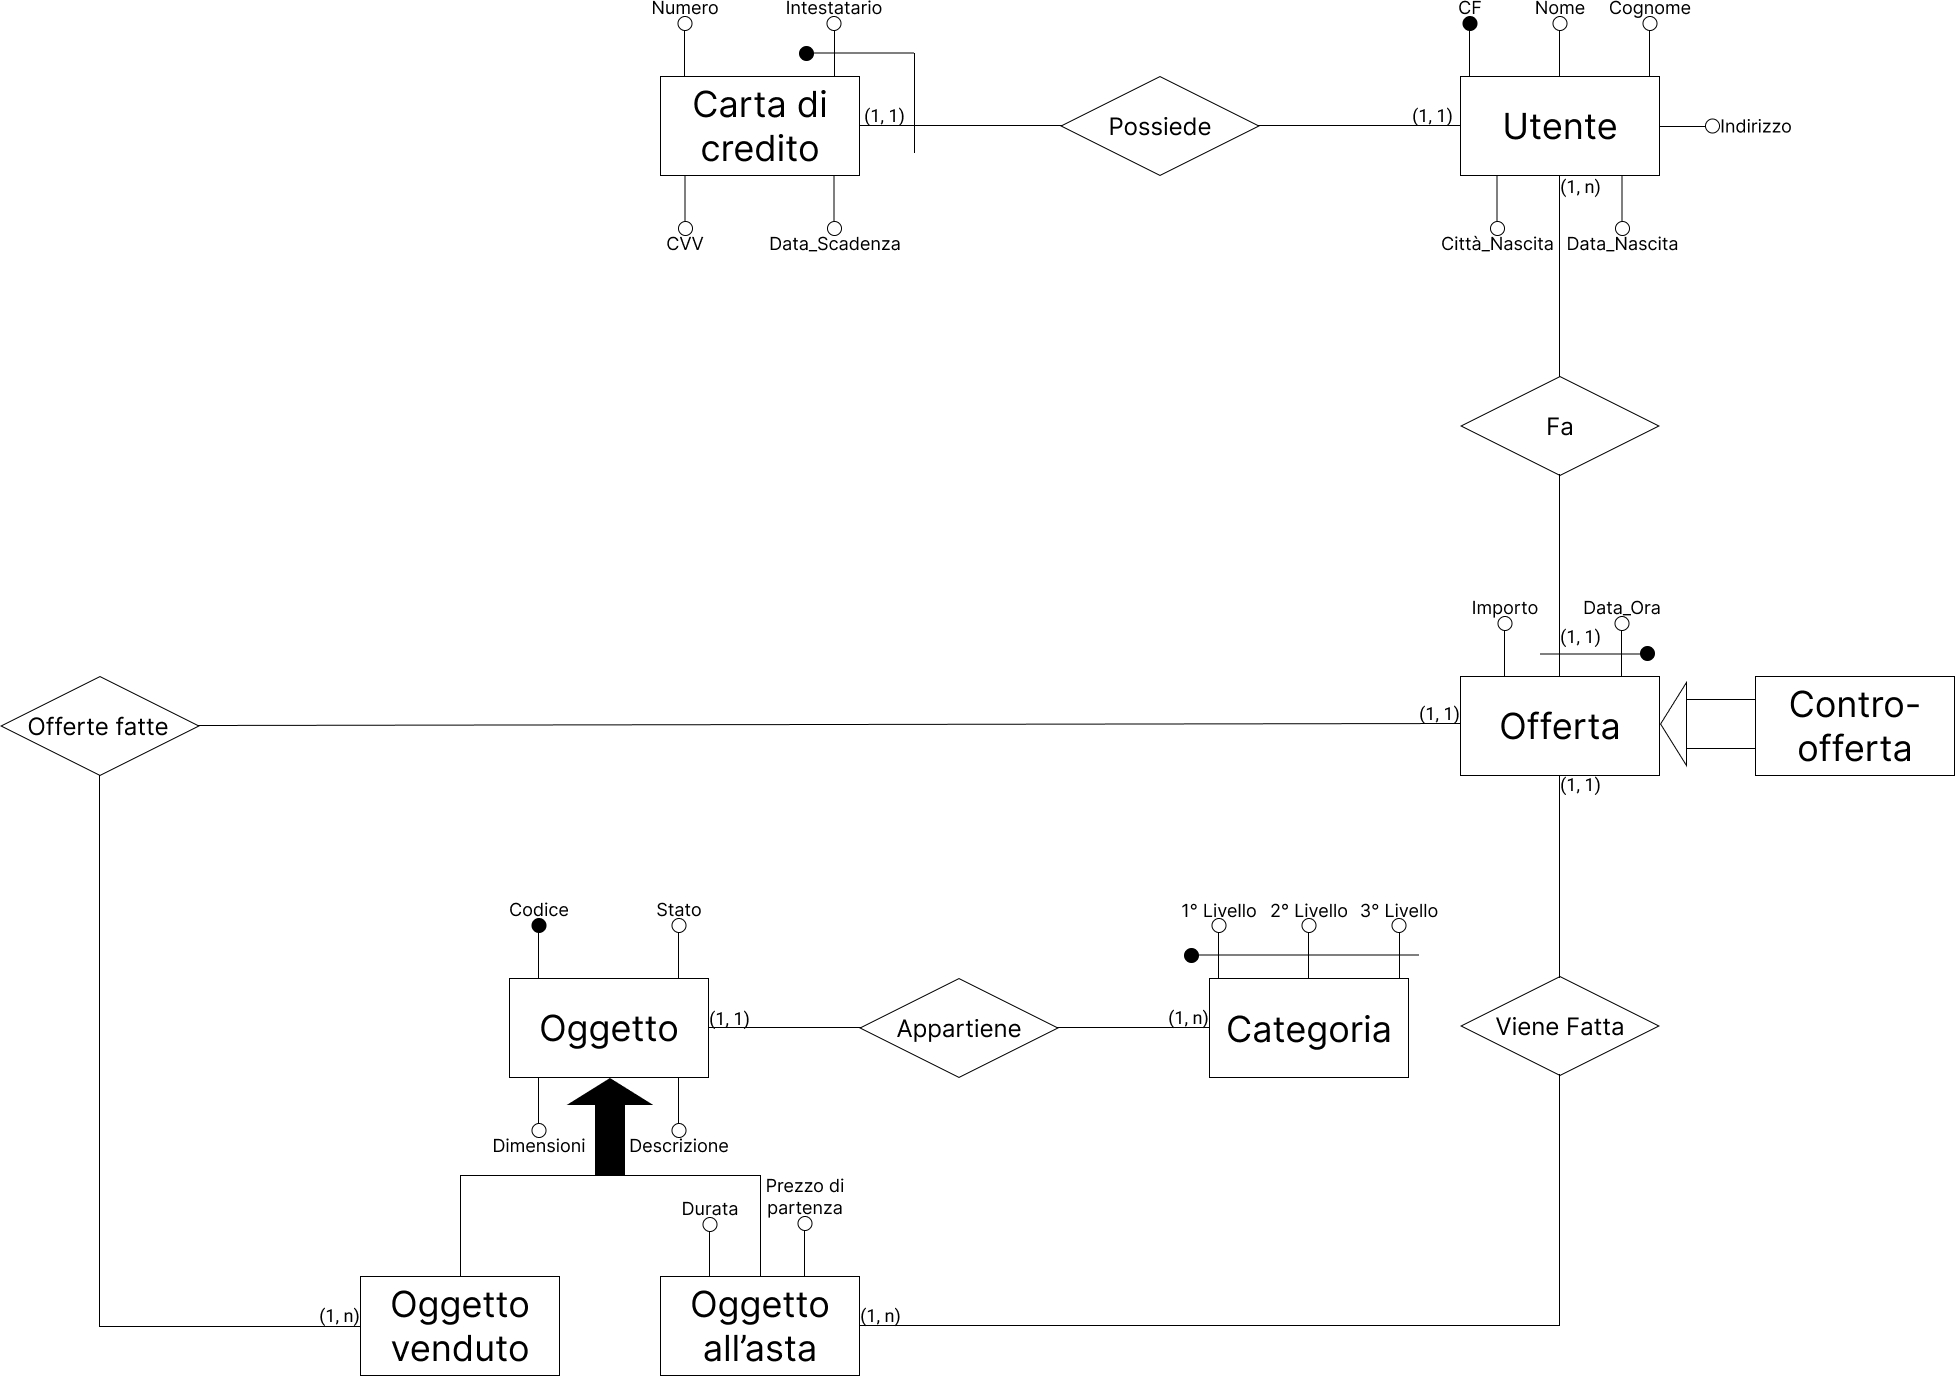 Numero
Intestatario
CF
Nome
Cognome
Carta di
credito
(1, 1)
Possiede
(1, 1)
Utente
Indirizzo
(1, n)
CVV
Data_Scadenza
Città_Nascita
Data_Nascita
Fa
Importo
Data_Ora
(1, 1)
Offerte fatte
(1, 1)
Offerta
Contro-
offerta
(1, 1)
Codice
Stato
1° Livello
2° Livello
3° Livello
Oggetto
(1, 1)
Appartiene
(1, n)
Categoria
Viene Fatta
Dimensioni
Descrizione
Durata
Prezzo di
partenza
(1, n)
Oggetto
venduto
Oggetto
all’asta
(1, n)